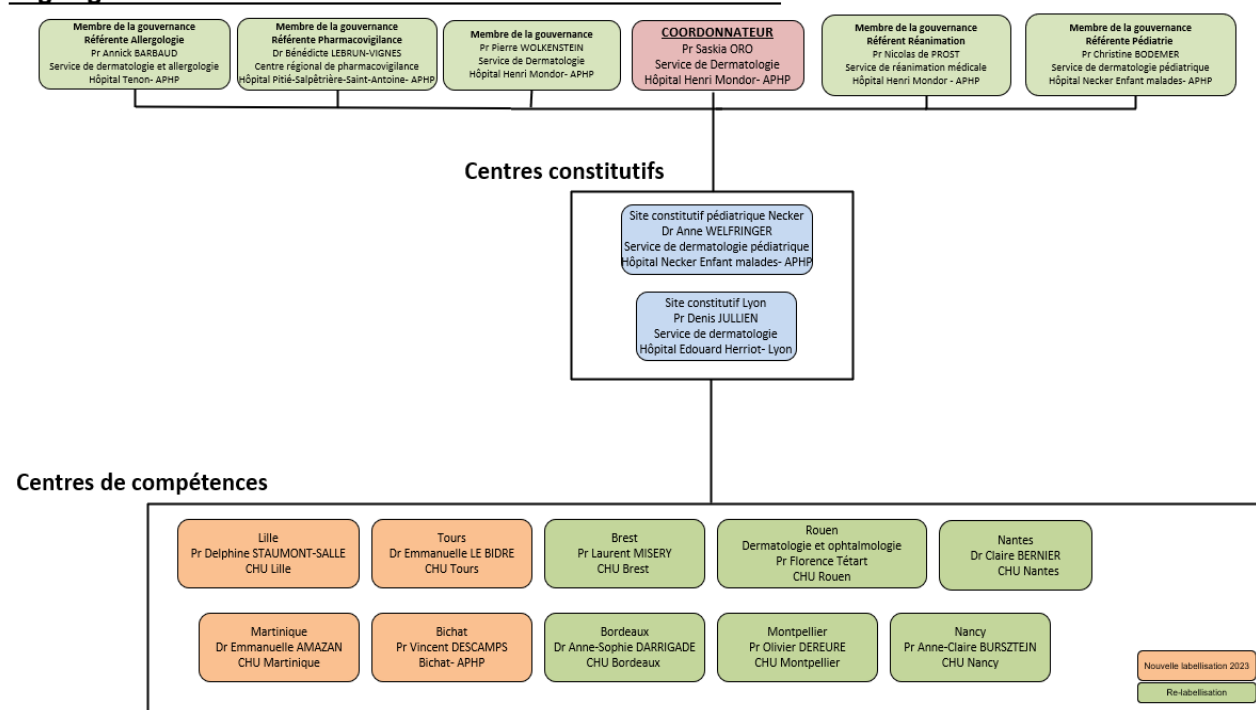 Membre de la gouvernance
Référente Allergologie
Pr Annick BARBAUD
Service de dermatologie et allergologie
Hôpital Tenon- APHP
Membre de la gouvernance
Référente Pharmacovigilance
Dr Bénédicte LEBRUN-VIGNES
Centre régional de pharmacovigilance
Hôpital Pitié-Salpêtrière-Saint-Antoine- APHP
Membre de la gouvernance
Pr Pierre WOLKENSTEIN
Service de Dermatologie
Hôpital Henri Mondor- APHP
COORDONNATEUR
Pr Saskia ORO
Service de Dermatologie
Hôpital Henri Mondor- APHP
Membre de la gouvernance
Référent Réanimation
Pr Nicolas de PROST
Service de réanimation médicale
Hôpital Henri Mondor - APHP
Membre de la gouvernance
Référente Pédiatrie
Pr Christine BODEMER
Service de dermatologie pédiatrique
Hôpital Necker Enfant malades- APHP
Centres constitutifs
Site constitutif pédiatrique Necker
Dr Anne WELFRINGER
Service de dermatologie pédiatrique
Hôpital Necker Enfant malades- APHP
Site constitutif Lyon
Pr Denis JULLIEN
Service de dermatologie
Hôpital Edouard Herriot- Lyon
Centres de compétences
Lille
Pr Delphine STAUMONT-SALLE
CHU Lille
Tours
Dr Emmanuelle LE BIDRE
CHU Tours
Brest
Pr Laurent MISERY
CHU Brest
Rouen
Dermatologie et ophtalmologie
Pr Florence Tétart
CHU Rouen
Nantes
Dr Claire BERNIER
CHU Nantes
Martinique
Dr Emmanuelle AMAZAN
CHU Martinique
Bichat
Pr Vincent DESCAMPS
Bichat- APHP
Bordeaux
Dr Anne-Sophie DARRIGADE
CHU Bordeaux
Montpellier
Pr Olivier DEREURE
CHU Montpellier
Nancy
Pr Anne-Claire BURSZTEJN
CHU Nancy
Nouvelle labellisation 2023
Re-labellisation